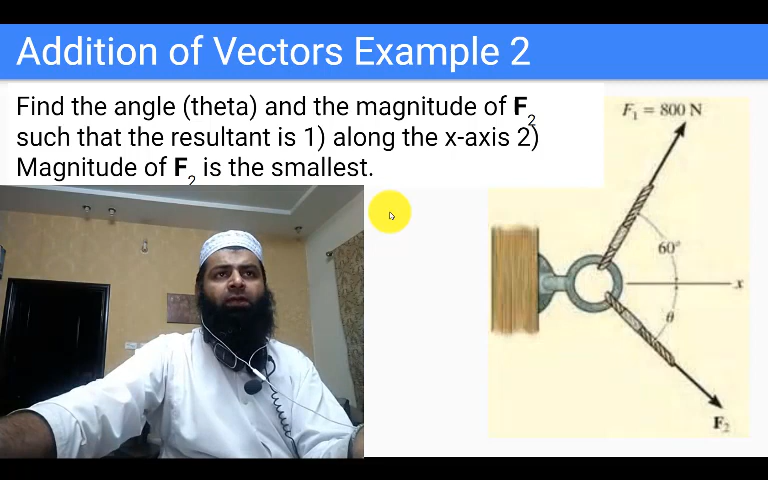 Addition of Vectors Example 2
Find the angle (theta) and the magnitude of F₂
such that the resultant is 1) along the x-axis 2)
Magnitude of F₂ is the smallest.
F₁ = 800 N
60°
x
θ
F₂